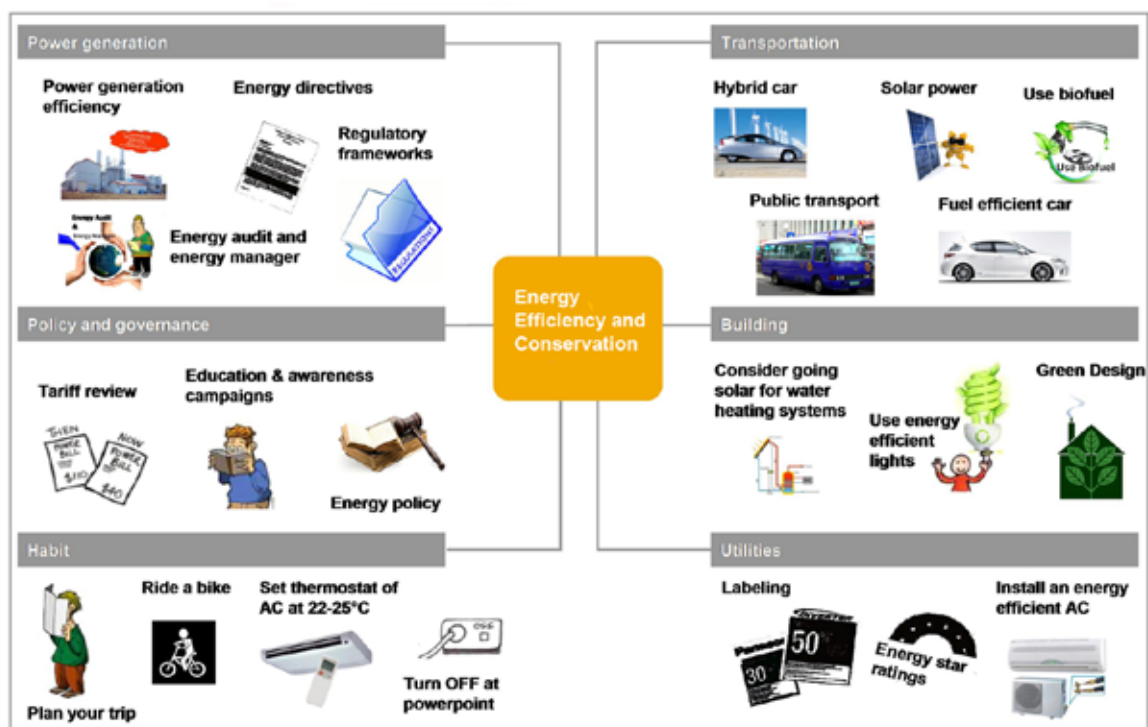 Power generation
Power generation
efficiency
Energy directives
Regulatory
frameworks
REGULATIONS
Energy Audit
&
Energy audit and
energy manager
Policy and governance
Tariff review
THEN
POWER
BILL
$110
NOW
POWER
BILL
$40
Education & awareness
campaigns
Energy policy
Habit
Plan your trip
Ride a bike
Set thermostat of
AC at 22-25°C
Turn OFF at
powerpoint
Energy
Efficiency and
Conservation
Transportation
Hybrid car
Solar power
Use biofuel
Use Biofuel
Public transport
Fuel efficient car
Building
Consider going
solar for water
heating systems
Use energy
efficient
lights
Green Design
Utilities
Labeling
30
INVERTER
50
Energy star
ratings
Install an energy
efficient AC